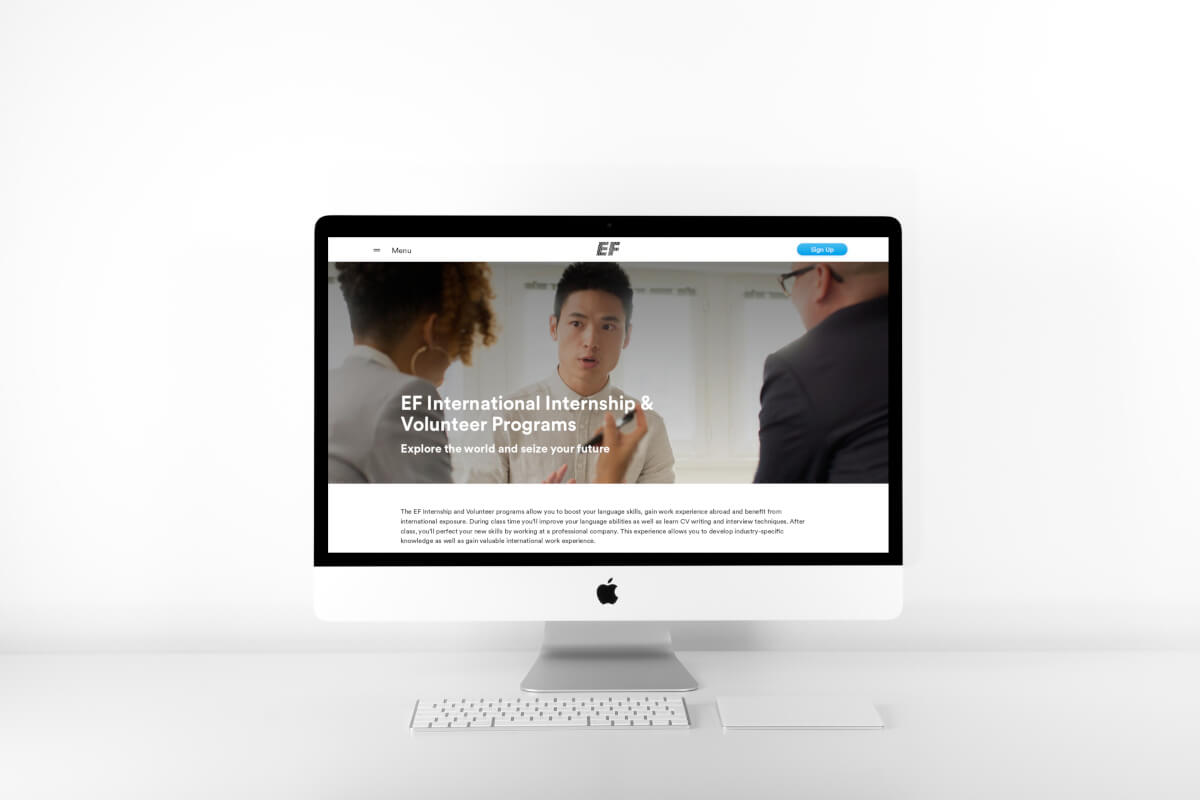 Menu
EF
Sign Up
EF International Internship &
Volunteer Programs
Explore the world and seize your future
The EF Internship and Volunteer programs allow you to boost your language skills, gain work experience abroad and benefit from
international exposure. During class time you'll improve your language abilities as well as learn CV writing and interview techniques. After
class, you'll perfect your new skills by working at a professional company. This experience allows you to develop industry-specific
knowledge as well as gain valuable international work experience.